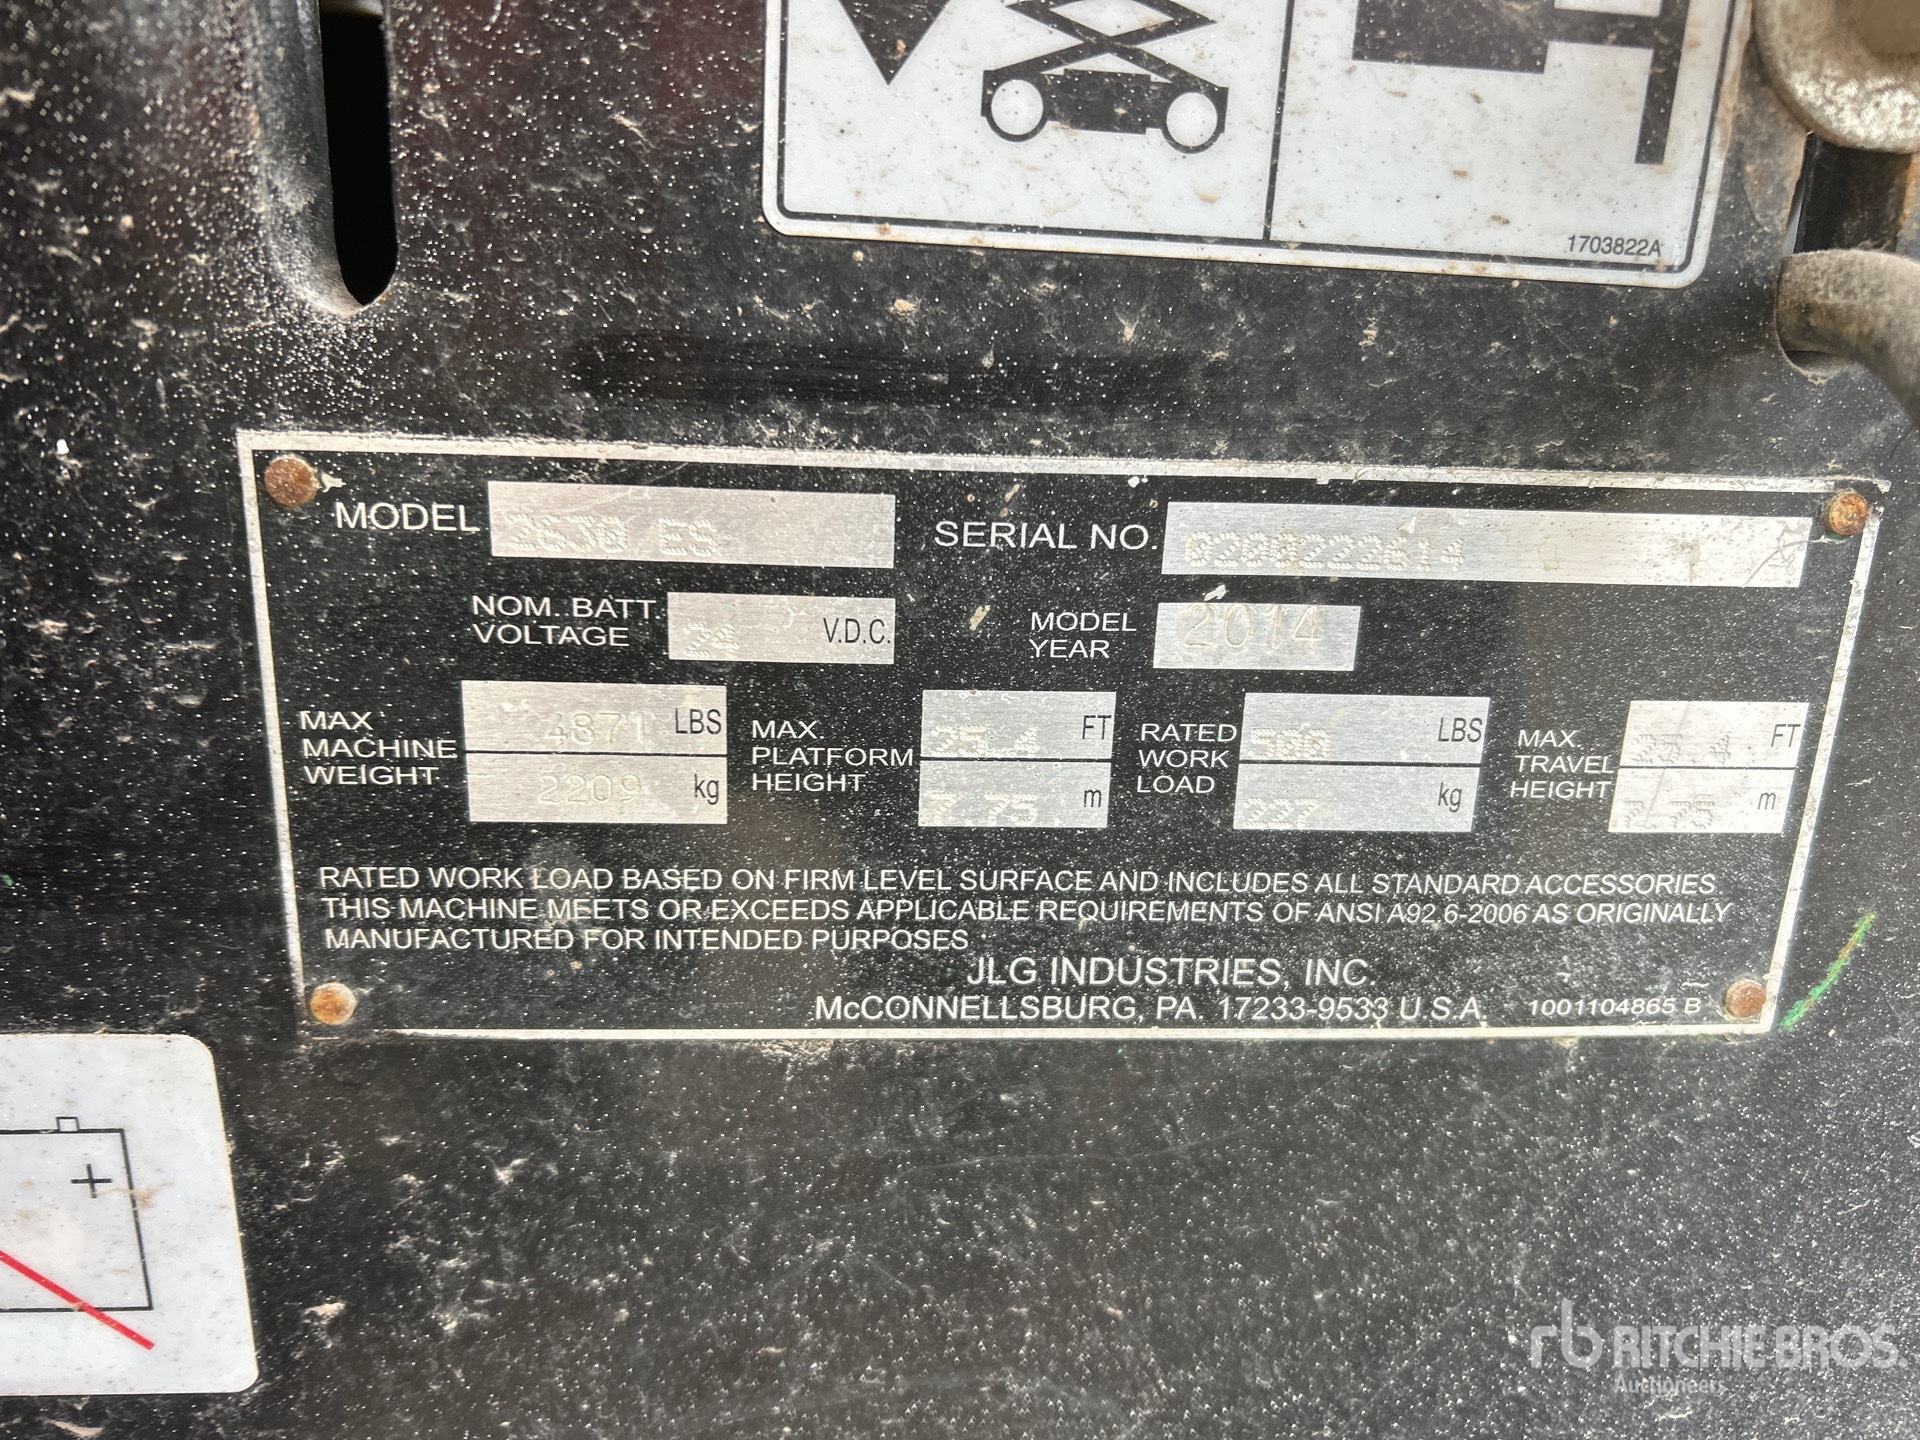 1703822A
MODEL 2630 ES
SERIAL NO. 0200222614
NOM. BATT. VOLTAGE 24 V.D.C.
MODEL YEAR 2014
MAX MACHINE WEIGHT 4871 LBS 2209 kg
MAX. PLATFORM HEIGHT 25.4 FT 7.75 m
RATED WORK LOAD 500 LBS 227 kg
MAX. TRAVEL HEIGHT FT m
RATED WORK LOAD BASED ON FIRM LEVEL SURFACE AND INCLUDES ALL STANDARD ACCESSORIES
THIS MACHINE MEETS OR EXCEEDS APPLICABLE REQUIREMENTS OF ANSI A92.6-2006 AS ORIGINALLY
MANUFACTURED FOR INTENDED PURPOSES
JLG INDUSTRIES, INC.
McCONNELLSBURG, PA. 17233-9533 U.S.A.
1001104865 B
+
rb RITCHIE BROS.
Auctioneers